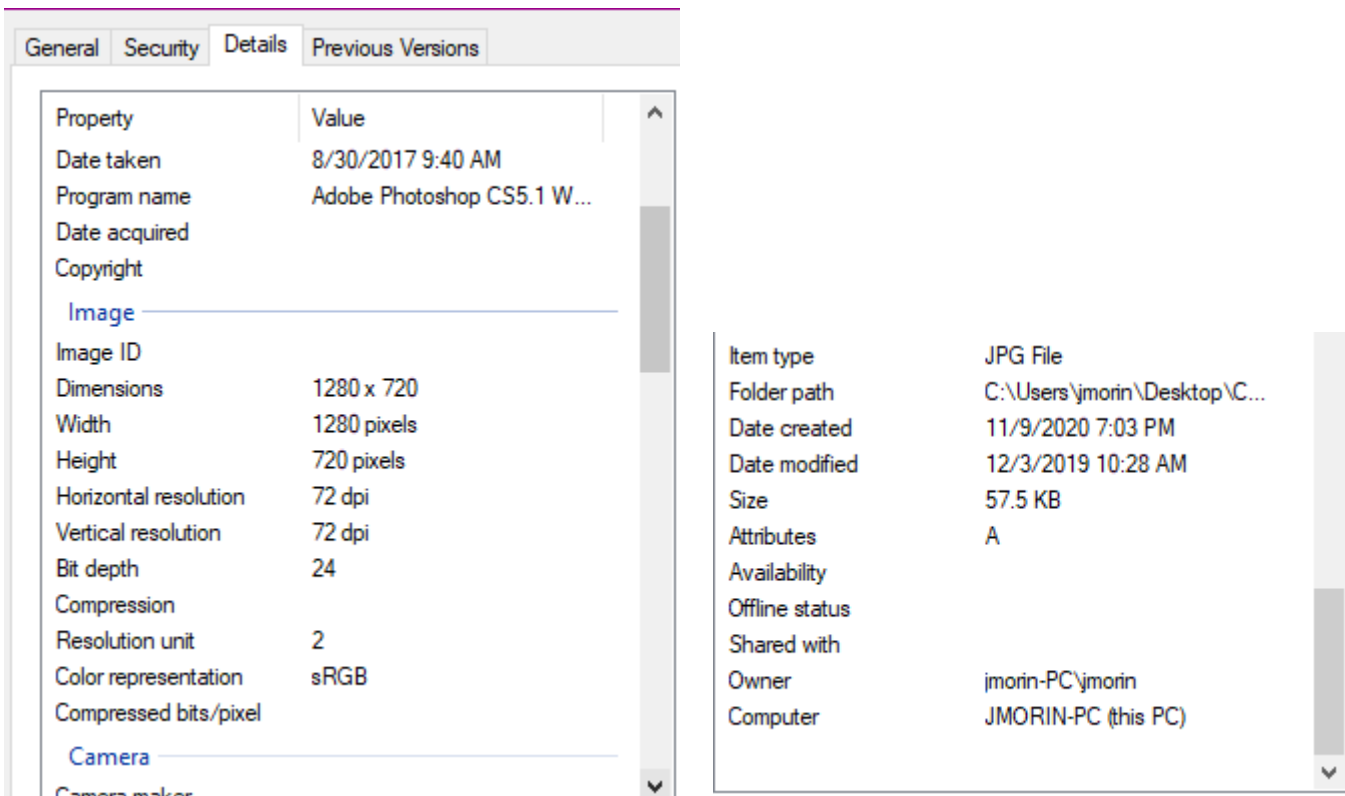 General Security Details Previous Versions
Property Value
Date taken 8/30/2017 9:40 AM
Program name Adobe Photoshop CS5.1 W...
Date acquired
Copyright
Image
Image ID
Dimensions 1280 x 720
Width 1280 pixels
Height 720 pixels
Horizontal resolution 72 dpi
Vertical resolution 72 dpi
Bit depth 24
Compression
Resolution unit 2
Color representation sRGB
Compressed bits/pixel
Camera
Camera maker
Item type JPG File
Folder path C:\Users\jmorin\Desktop\C...
Date created 11/9/2020 7:03 PM
Date modified 12/3/2019 10:28 AM
Size 57.5 KB
Attributes A
Availability
Offline status
Shared with
Owner jmorin-PC\jmorin
Computer JMORIN-PC (this PC)